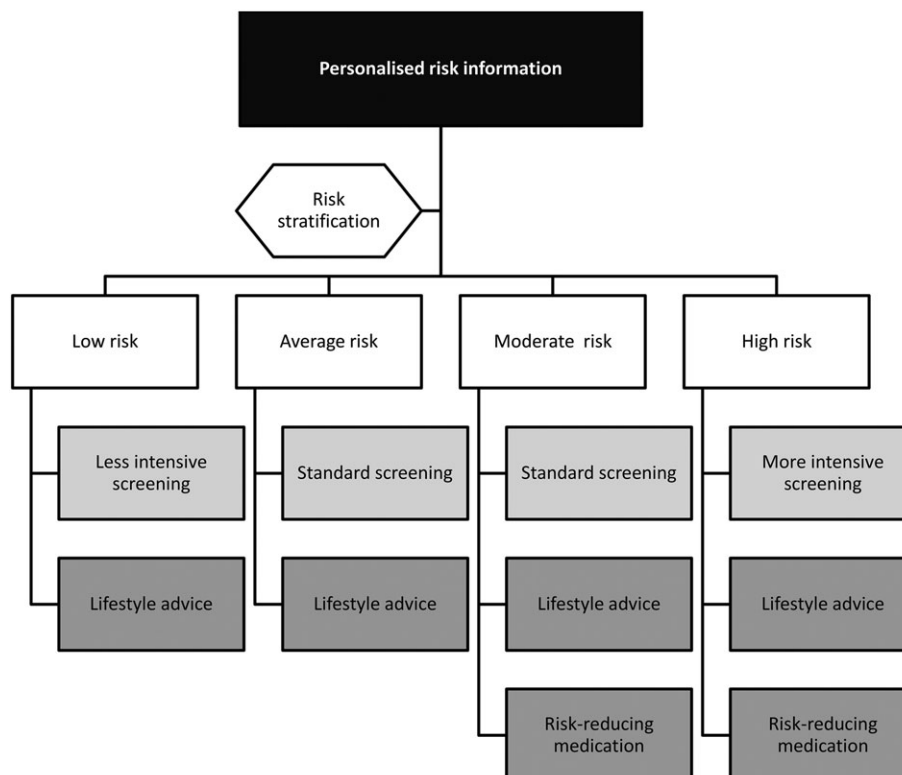 Personalised risk information
Risk
stratification
Low risk
Average risk
Moderate risk
High risk
Less intensive
screening
Standard screening
Standard screening
More intensive
screening
Lifestyle advice
Lifestyle advice
Lifestyle advice
Lifestyle advice
Risk-reducing
medication
Risk-reducing
medication